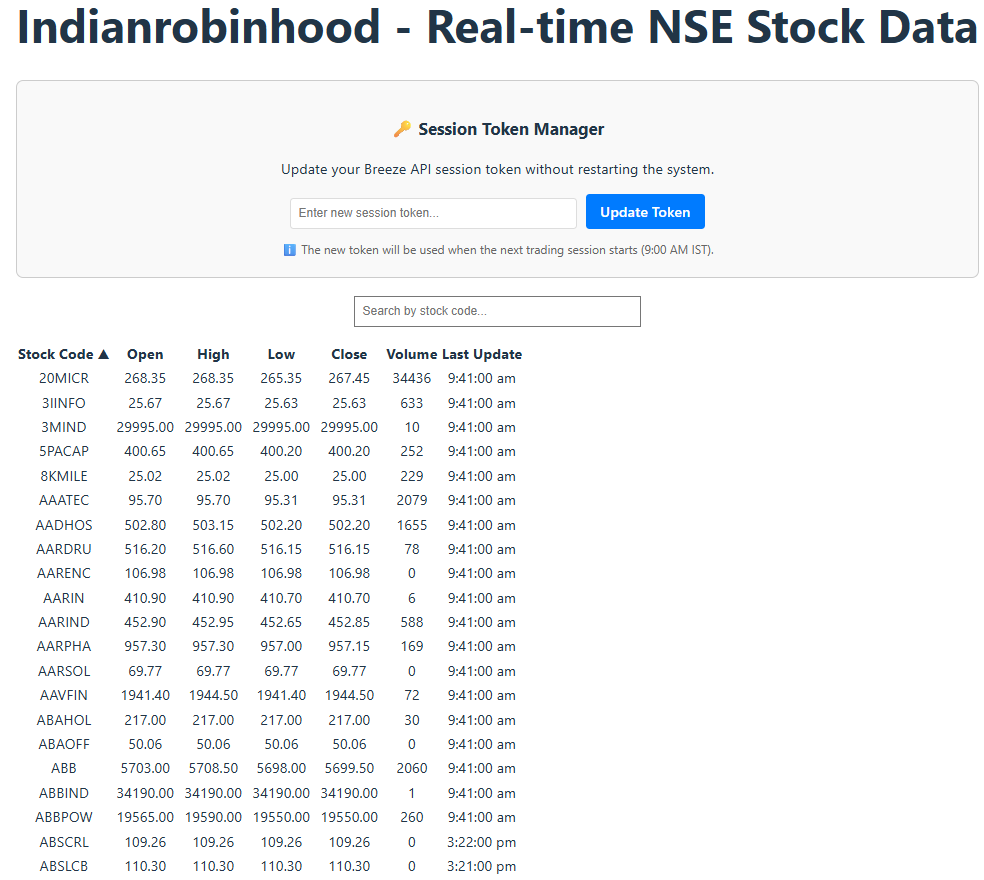 Indianrobinhood - Real-time NSE Stock Data
🔑 Session Token Manager
Update your Breeze API session token without restarting the system.
Enter new session token... Update Token
ℹ️ The new token will be used when the next trading session starts (9:00 AM IST).
Search by stock code...
Stock Code ▲ Open High Low Close Volume Last Update
20MICR 268.35 268.35 265.35 267.45 34436 9:41:00 am
3IINFO 25.67 25.67 25.63 25.63 633 9:41:00 am
3MIND 29995.00 29995.00 29995.00 29995.00 10 9:41:00 am
5PACAP 400.65 400.65 400.20 400.20 252 9:41:00 am
8KMILE 25.02 25.02 25.00 25.00 229 9:41:00 am
AAATEC 95.70 95.70 95.31 95.31 2079 9:41:00 am
AADHOS 502.80 503.15 502.20 502.20 1655 9:41:00 am
AARDRU 516.20 516.60 516.15 516.15 78 9:41:00 am
AARENC 106.98 106.98 106.98 106.98 0 9:41:00 am
AARIN 410.90 410.90 410.70 410.70 6 9:41:00 am
AARIND 452.90 452.95 452.65 452.85 588 9:41:00 am
AARPHA 957.30 957.30 957.00 957.15 169 9:41:00 am
AARSOL 69.77 69.77 69.77 69.77 0 9:41:00 am
AAVFIN 1941.40 1944.50 1941.40 1944.50 72 9:41:00 am
ABAHOL 217.00 217.00 217.00 217.00 30 9:41:00 am
ABAOFF 50.06 50.06 50.06 50.06 0 9:41:00 am
ABB 5703.00 5708.50 5698.00 5699.50 2060 9:41:00 am
ABBIND 34190.00 34190.00 34190.00 34190.00 1 9:41:00 am
ABBPOW 19565.00 19590.00 19550.00 19550.00 260 9:41:00 am
ABSCRL 109.26 109.26 109.26 109.26 0 3:22:00 pm
ABSLCB 110.30 110.30 110.30 110.30 0 3:21:00 pm